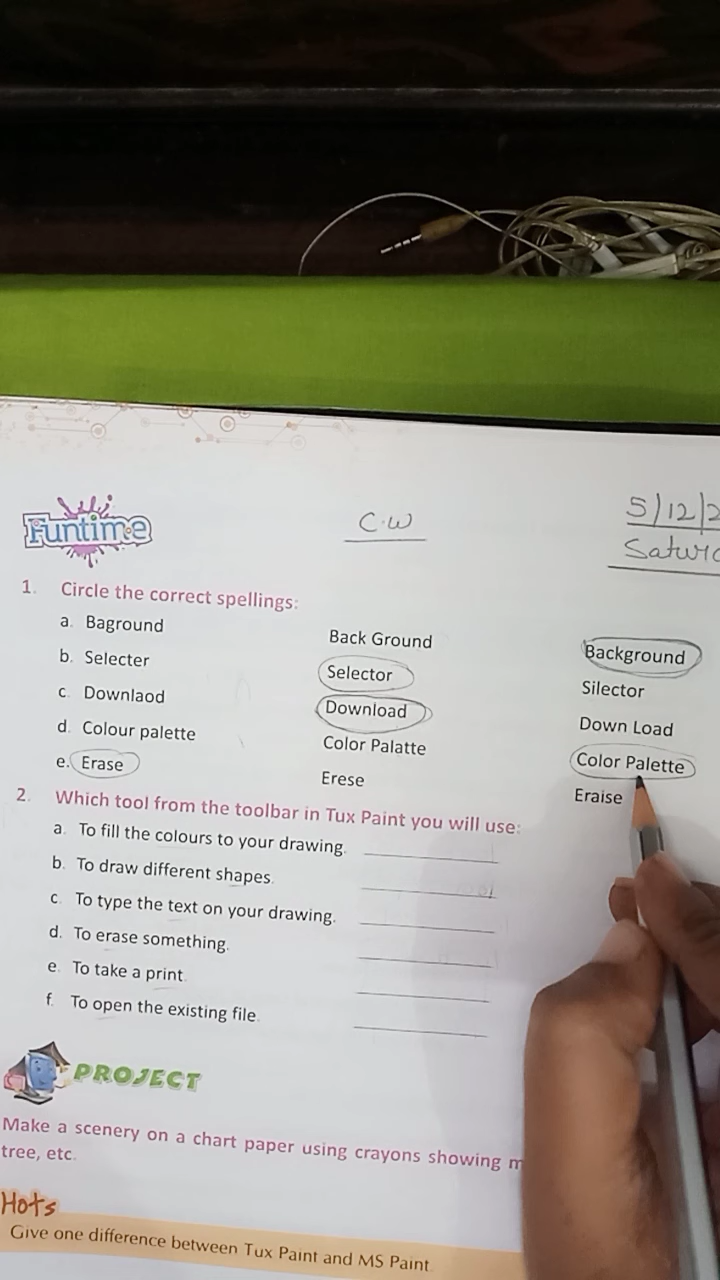 Funtime
C.W
5/12/2
Satur
1. Circle the correct spellings:
a. Baground Back Ground Background
b. Selecter Selector Silector
c. Downlaod Download Down Load
d. Colour palette Color Palatte Color Palette
e. Erase Erese Eraise
2. Which tool from the toolbar in Tux Paint you will use:
a. To fill the colours to your drawing.
b. To draw different shapes.
c. To type the text on your drawing.
d. To erase something.
e. To take a print.
f. To open the existing file.
PROJECT
Make a scenery on a chart paper using crayons showing
tree, etc.
Hots
Give one difference between Tux Paint and MS Paint